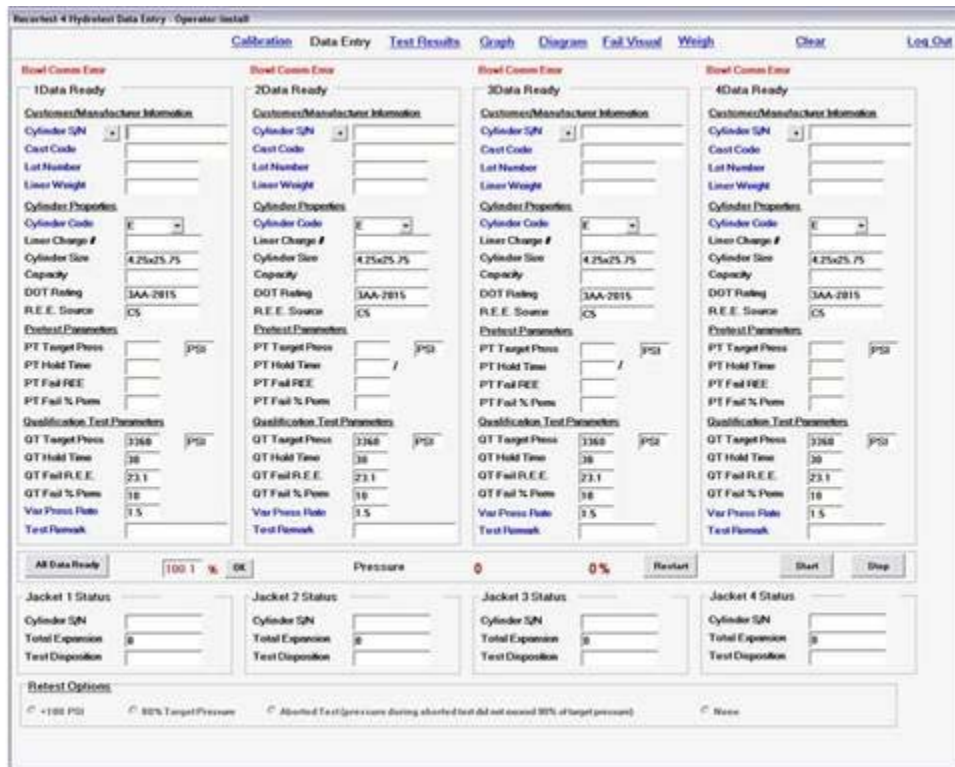 Recortest 4 Hydrotest Data Entry - Operator: Install
Calibration Data Entry Test Results Graph Diagram Fail Visual Weigh Clear Log Out
Bowl Comm Error Bowl Comm Error Bowl Comm Error Bowl Comm Error
1Data Ready 2Data Ready 3Data Ready 4Data Ready
Customer/Manufacturer Information Customer/Manufacturer Information Customer/Manufacturer Information Customer/Manufacturer Information
Cylinder S/N Cylinder S/N Cylinder S/N Cylinder S/N
Cast Code Cast Code Cast Code Cast Code
Lot Number Lot Number Lot Number Lot Number
Liner Weight Liner Weight Liner Weight Liner Weight
Cylinder Properties Cylinder Properties Cylinder Properties Cylinder Properties
Cylinder Code E Cylinder Code E Cylinder Code E Cylinder Code E
Liner Charge # Liner Charge # Liner Charge # Liner Charge #
Cylinder Size 4.25x25.75 Cylinder Size 4.25x25.75 Cylinder Size 4.25x25.75 Cylinder Size 4.25x25.75
Capacity Capacity Capacity Capacity
DOT Rating 3AA-2015 DOT Rating 3AA-2015 DOT Rating 3AA-2015 DOT Rating 3AA-2015
R.E.E. Source CS R.E.E. Source CS R.E.E. Source CS R.E.E. Source CS
Pretest Parameters Pretest Parameters Pretest Parameters Pretest Parameters
PT Target Press PSI PT Target Press PT Target Press PSI PT Target Press PSI
PT Hold Time PT Hold Time / PT Hold Time / PT Hold Time
PT Fail REE PT Fail REE PT Fail REE PT Fail REE
PT Fail % Perm PT Fail % Perm PT Fail % Perm PT Fail % Perm
Qualification Test Parameters Qualification Test Parameters Qualification Test Parameters Qualification Test Parameters
QT Target Press 3360 PSI QT Target Press 3360 QT Target Press 3360 PSI QT Target Press 3360 PSI
QT Hold Time 30 QT Hold Time 30 QT Hold Time 30 QT Hold Time 30
QT Fail R.E.E. 23.1 QT Fail R.E.E. 23.1 QT Fail R.E.E. 23.1 QT Fail R.E.E. 23.1
QT Fail % Perm 10 QT Fail % Perm 10 QT Fail % Perm 10 QT Fail % Perm 10
Var Press Rate 1.5 Var Press Rate 1.5 Var Press Rate 1.5 Var Press Rate 1.5
Test Remark Test Remark Test Remark Test Remark
All Data Ready 100.1 % OK Pressure 0 0% Restart Start Stop
Jacket 1 Status Jacket 2 Status Jacket 3 Status Jacket 4 Status
Cylinder S/N Cylinder S/N Cylinder S/N Cylinder S/N
Total Expansion 0 Total Expansion 0 Total Expansion 0 Total Expansion 0
Test Disposition Test Disposition Test Disposition Test Disposition
Retest Options
+100 PSI 80% Target Pressure Aborted Test (pressure during aborted test did not exceed 90% of target pressure) None